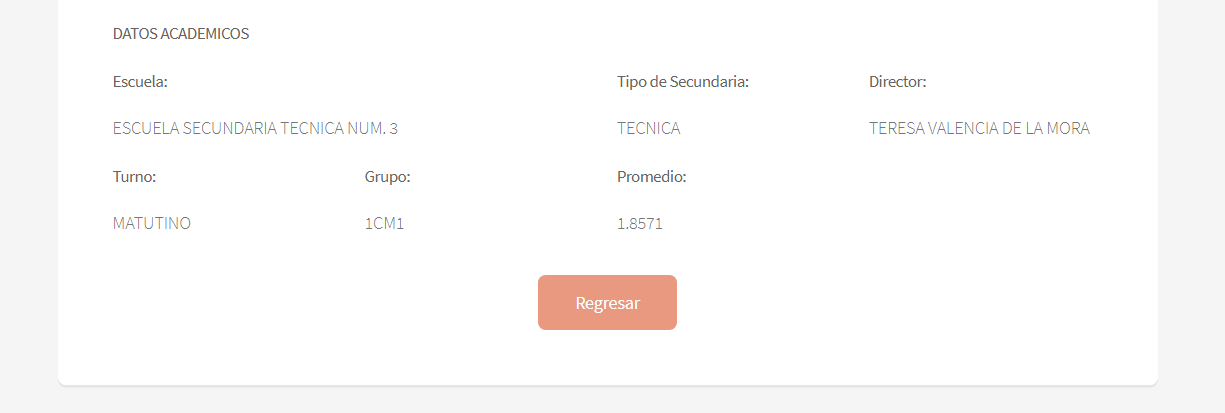 DATOS ACADEMICOS
Escuela: Tipo de Secundaria: Director:
ESCUELA SECUNDARIA TECNICA NUM. 3 TECNICA TERESA VALENCIA DE LA MORA
Turno: Grupo: Promedio:
MATUTINO 1CM1 1.8571
Regresar